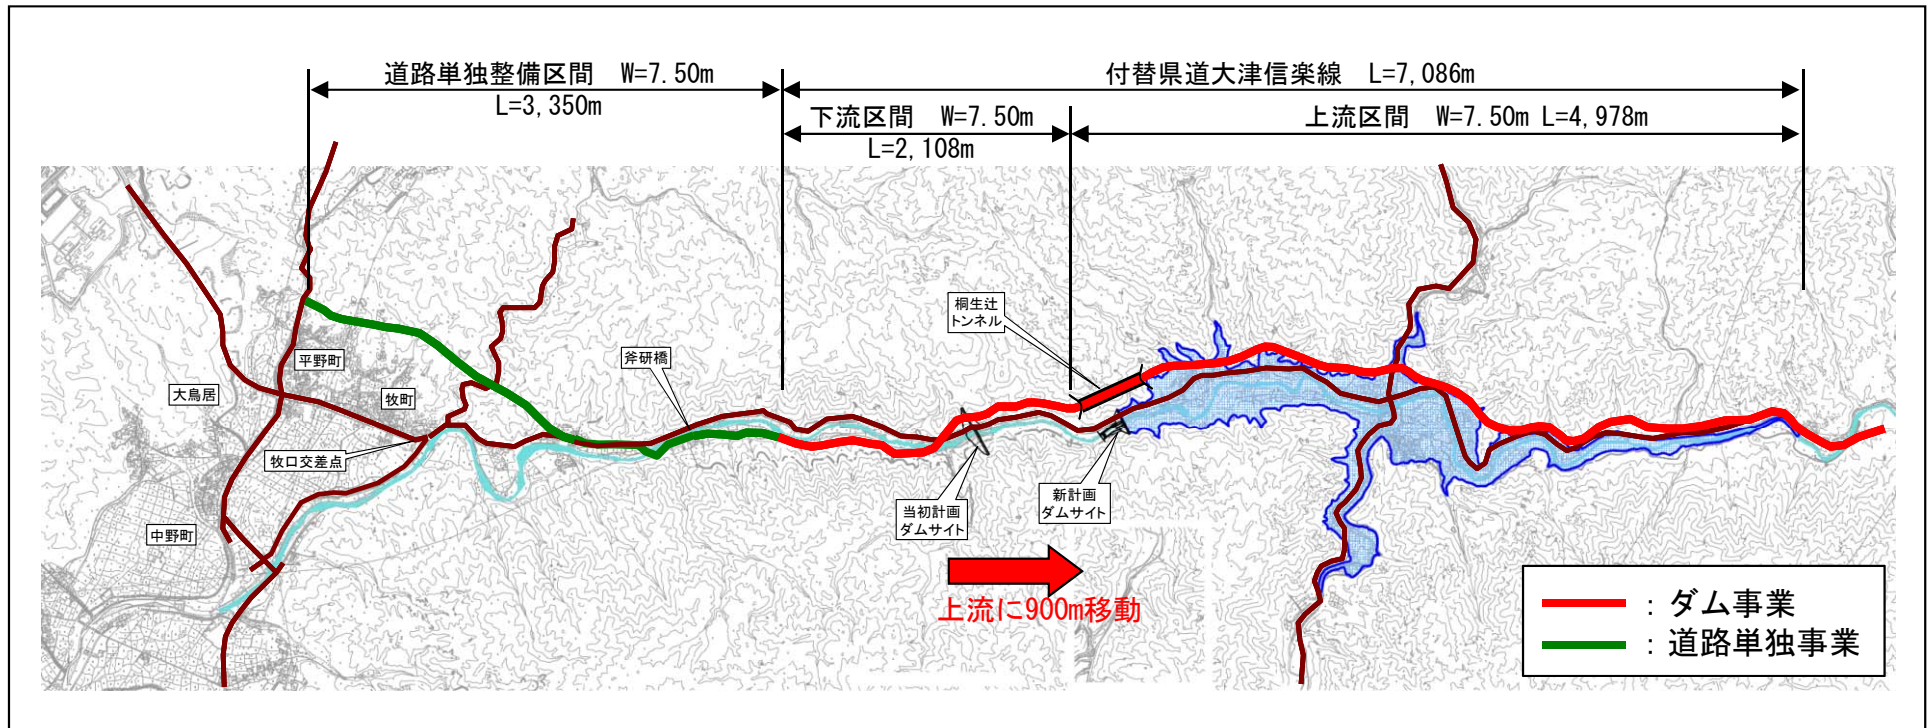 道路単独整備区間　W=7.50m
L=3,350m
付替県道大津信楽線　L=7,086m
下流区間　W=7.50m
L=2,108m
上流区間　W=7.50m L=4,978m
桐生辻
トンネル
斧研橋
平野町
大鳥居
牧町
牧口交差点
中野町
当初計画
ダムサイト
新計画
ダムサイト
上流に900m移動
：ダム事業
：道路単独事業